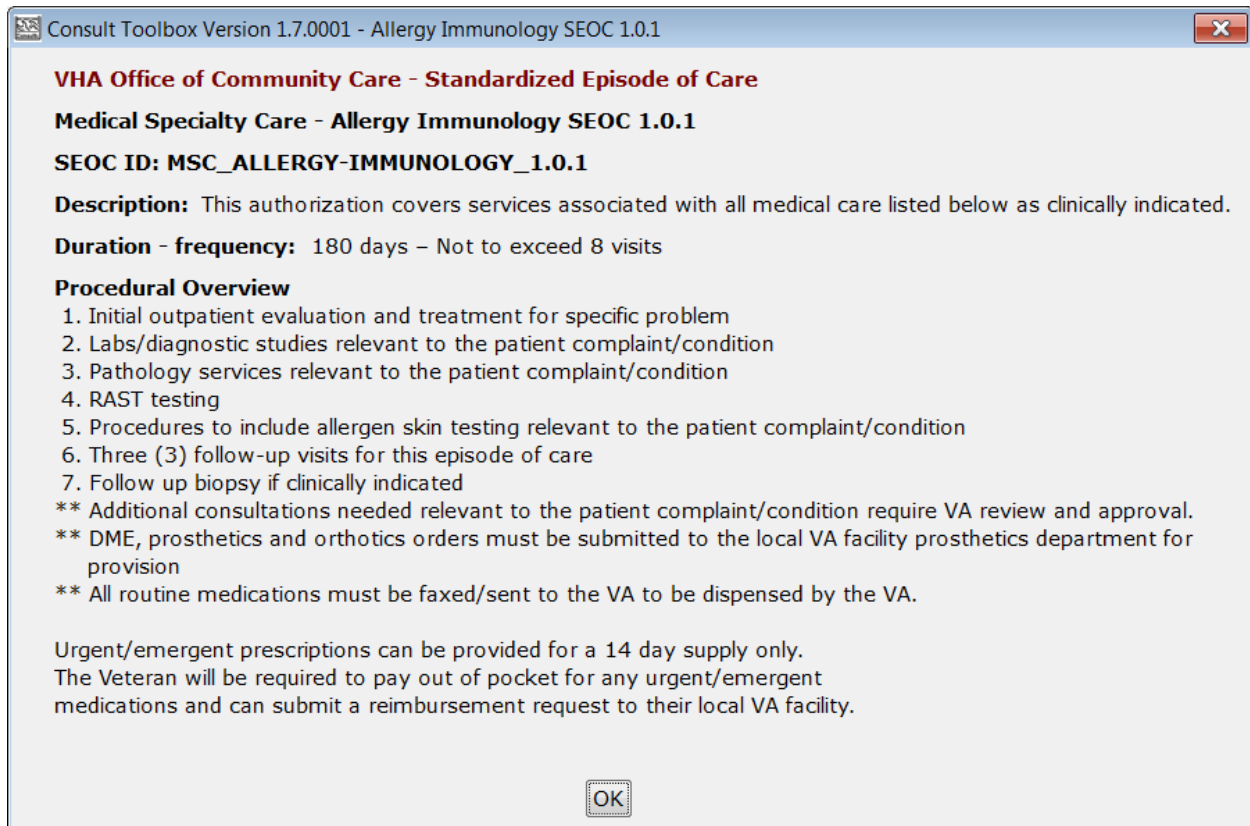 Consult Toolbox Version 1.7.0001 - Allergy Immunology SEOC 1.0.1
VHA Office of Community Care - Standardized Episode of Care
Medical Specialty Care - Allergy Immunology SEOC 1.0.1
SEOC ID: MSC_ALLERGY-IMMUNOLOGY_1.0.1
Description: This authorization covers services associated with all medical care listed below as clinically indicated.
Duration - frequency: 180 days – Not to exceed 8 visits
Procedural Overview
1. Initial outpatient evaluation and treatment for specific problem
2. Labs/diagnostic studies relevant to the patient complaint/condition
3. Pathology services relevant to the patient complaint/condition
4. RAST testing
5. Procedures to include allergen skin testing relevant to the patient complaint/condition
6. Three (3) follow-up visits for this episode of care
7. Follow up biopsy if clinically indicated
** Additional consultations needed relevant to the patient complaint/condition require VA review and approval.
** DME, prosthetics and orthotics orders must be submitted to the local VA facility prosthetics department for
provision
** All routine medications must be faxed/sent to the VA to be dispensed by the VA.
Urgent/emergent prescriptions can be provided for a 14 day supply only.
The Veteran will be required to pay out of pocket for any urgent/emergent
medications and can submit a reimbursement request to their local VA facility.
OK